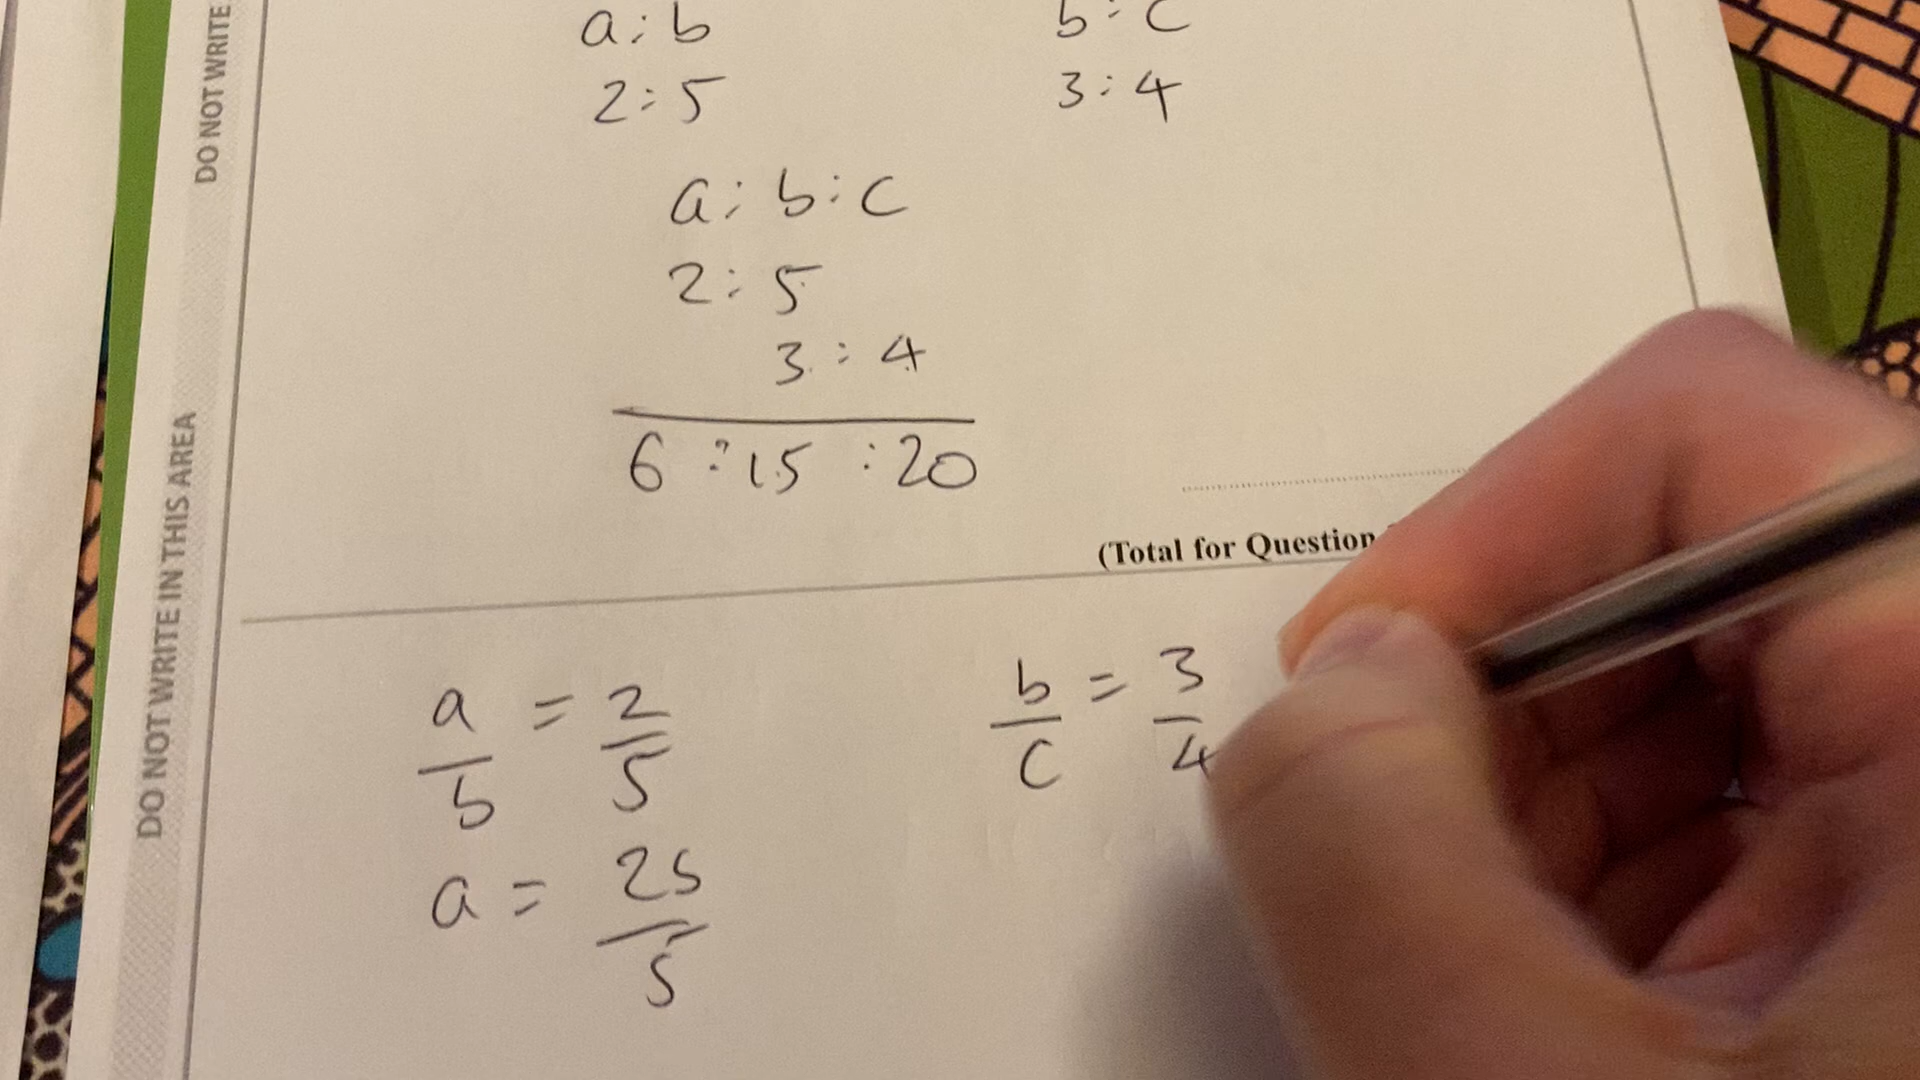 a:b
b:c
2:5
3:4
a:b:c
2:5
3:4
6:15:20
(Total for Question
a/b = 2/5
b/c = 3/4
a = 25/5
DO NOT WRITE
DO NOT WRITE IN THIS AREA